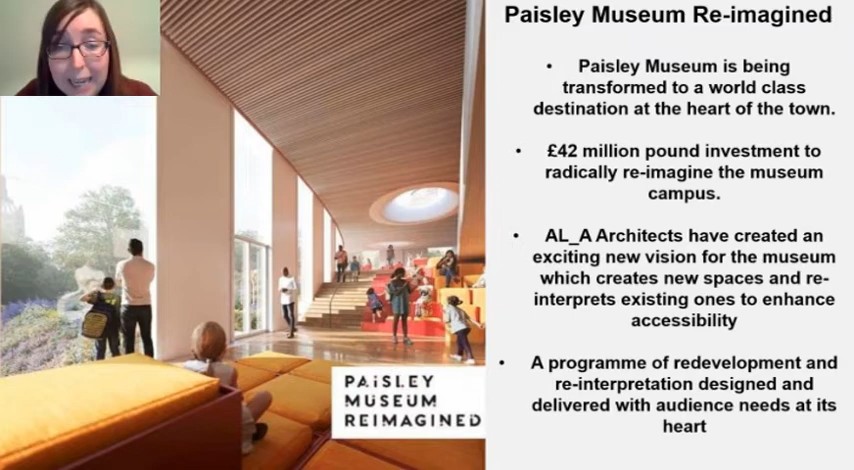 Paisley Museum Re-imagined
• Paisley Museum is being
transformed to a world class
destination at the heart of the town.
• £42 million pound investment to
radically re-imagine the museum
campus.
• AL_A Architects have created an
exciting new vision for the museum
which creates new spaces and re-
interprets existing ones to enhance
accessibility
• A programme of redevelopment and
re-interpretation designed and
delivered with audience needs at its
heart
PAiSLEY
MUSEUM
REIMAGINED